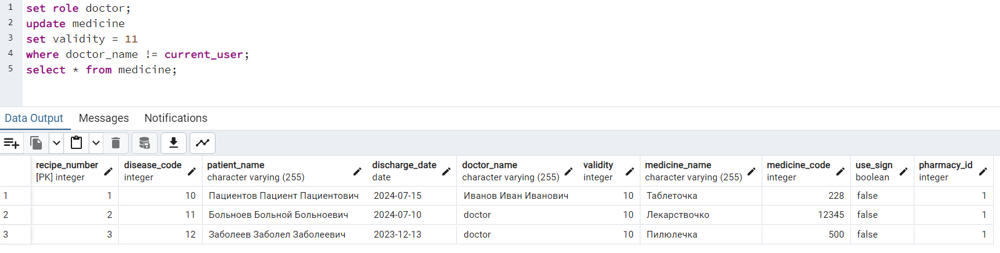 1 set role doctor;
2 update medicine
3 set validity = 11
4 where doctor_name != current_user;
5 select * from medicine;
Data Output Messages Notifications
recipe_number disease_code patient_name discharge_date doctor_name validity medicine_name medicine_code use_sign pharmacy_id
[PK] integer integer character varying (255) date character varying (255) integer character varying (255) integer boolean integer
1 1 10 Пациентов Пациент Пациентович 2024-07-15 Иванов Иван Иванович 10 Таблеточка 228 false 1
2 2 11 Больноев Больной Больноевич 2024-07-10 doctor 10 Лекарствочко 12345 false 1
3 3 12 Заболеев Заболел Заболеевич 2023-12-13 doctor 10 Пилюлечка 500 false 1